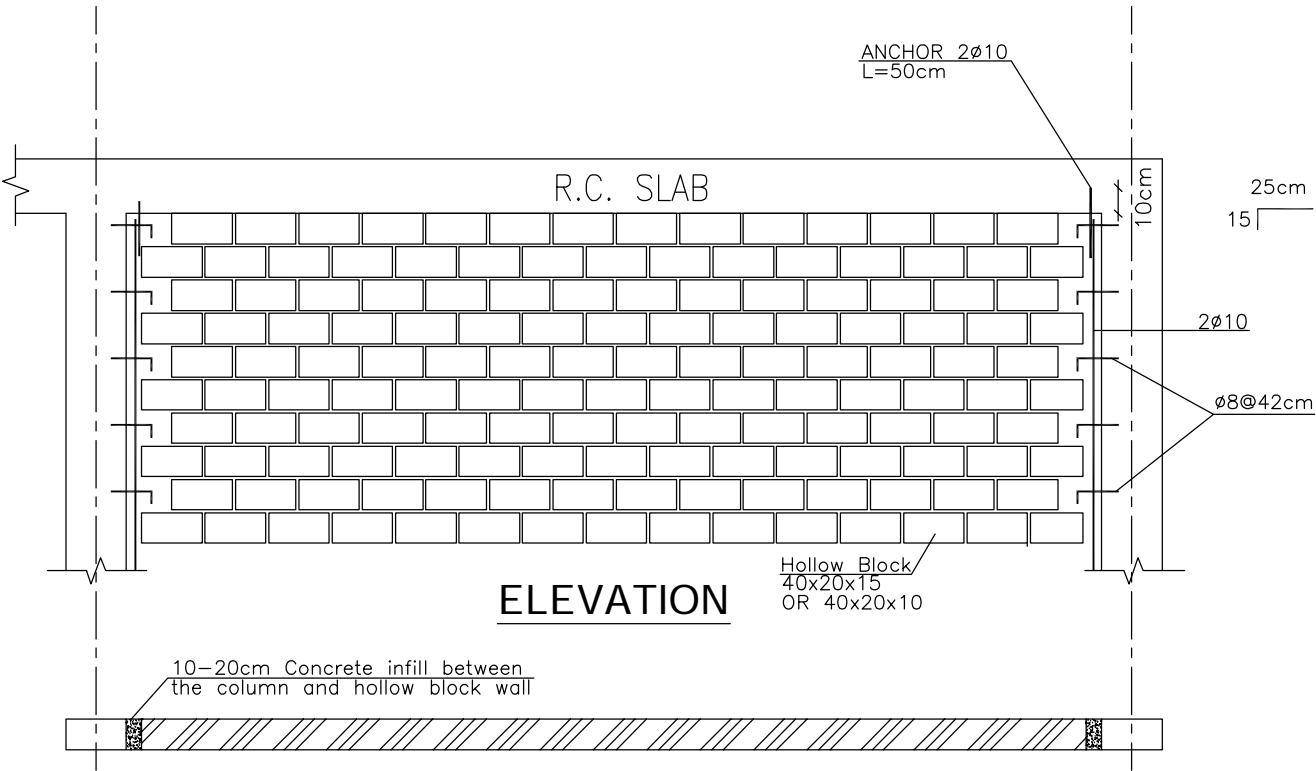 ANCHOR 2ø10
L=50cm
R.C. SLAB
10cm
25cm
15
2ø10
ø8@42cm
Hollow Block
40x20x15
OR 40x20x10
ELEVATION
10-20cm Concrete infill between
the column and hollow block wall